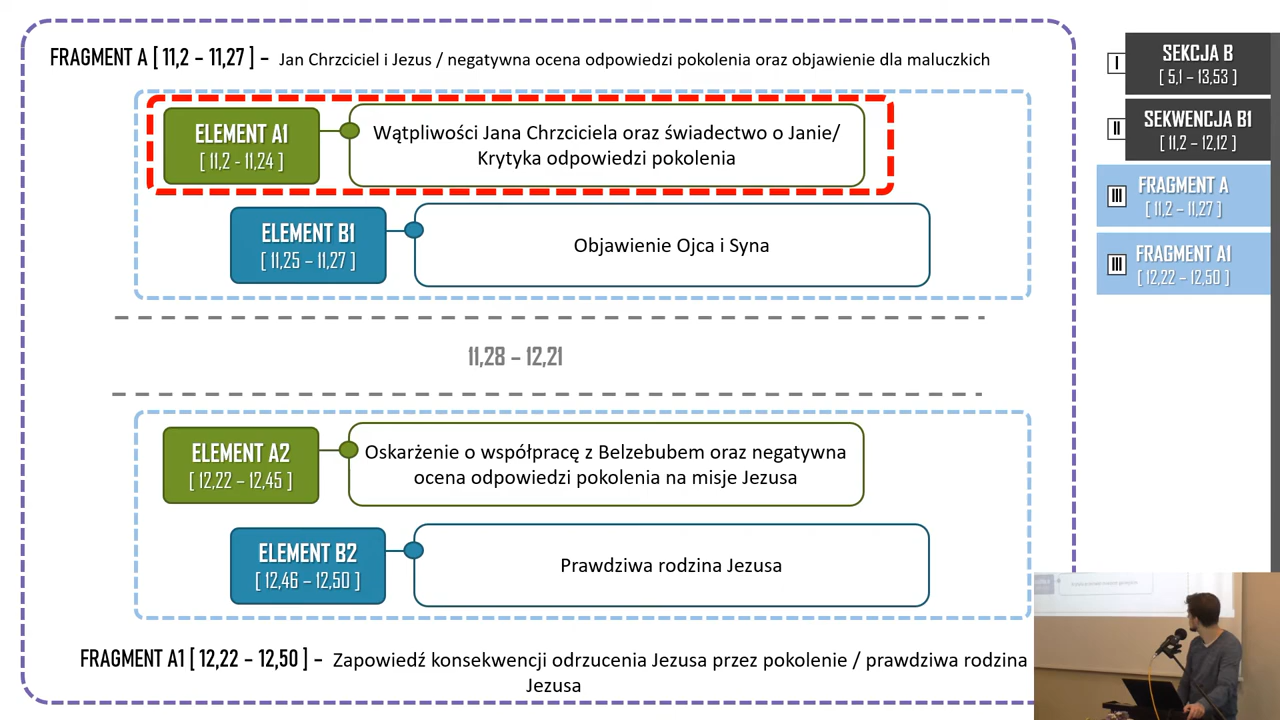 FRAGMENT A [ 11,2 – 11,27 ] – Jan Chrzciciel i Jezus / negatywna ocena odpowiedzi pokolenia oraz objawienie dla maluczkich
ELEMENT A1
[ 11,2 - 11,24 ]
Wątpliwości Jana Chrzciciela oraz świadectwo o Janie/
Krytyka odpowiedzi pokolenia
ELEMENT B1
[ 11,25 – 11,27 ]
Objawienie Ojca i Syna
11,28 – 12,21
ELEMENT A2
[ 12,22 – 12,45 ]
Oskarżenie o współpracę z Belzebubem oraz negatywna
ocena odpowiedzi pokolenia na misje Jezusa
ELEMENT B2
[ 12,46 – 12,50 ]
Prawdziwa rodzina Jezusa
FRAGMENT A1 [ 12,22 – 12,50 ] – Zapowiedź konsekwencji odrzucenia Jezusa przez pokolenie / prawdziwa rodzina
Jezusa
I
SEKCJA B
[ 5,1 – 13,53 ]
II
SEKWENCJA B1
[ 11,2 – 12,12 ]
III
FRAGMENT A
[ 11,2 – 11,27 ]
III
FRAGMENT A1
[ 12,22 – 12,50 ]